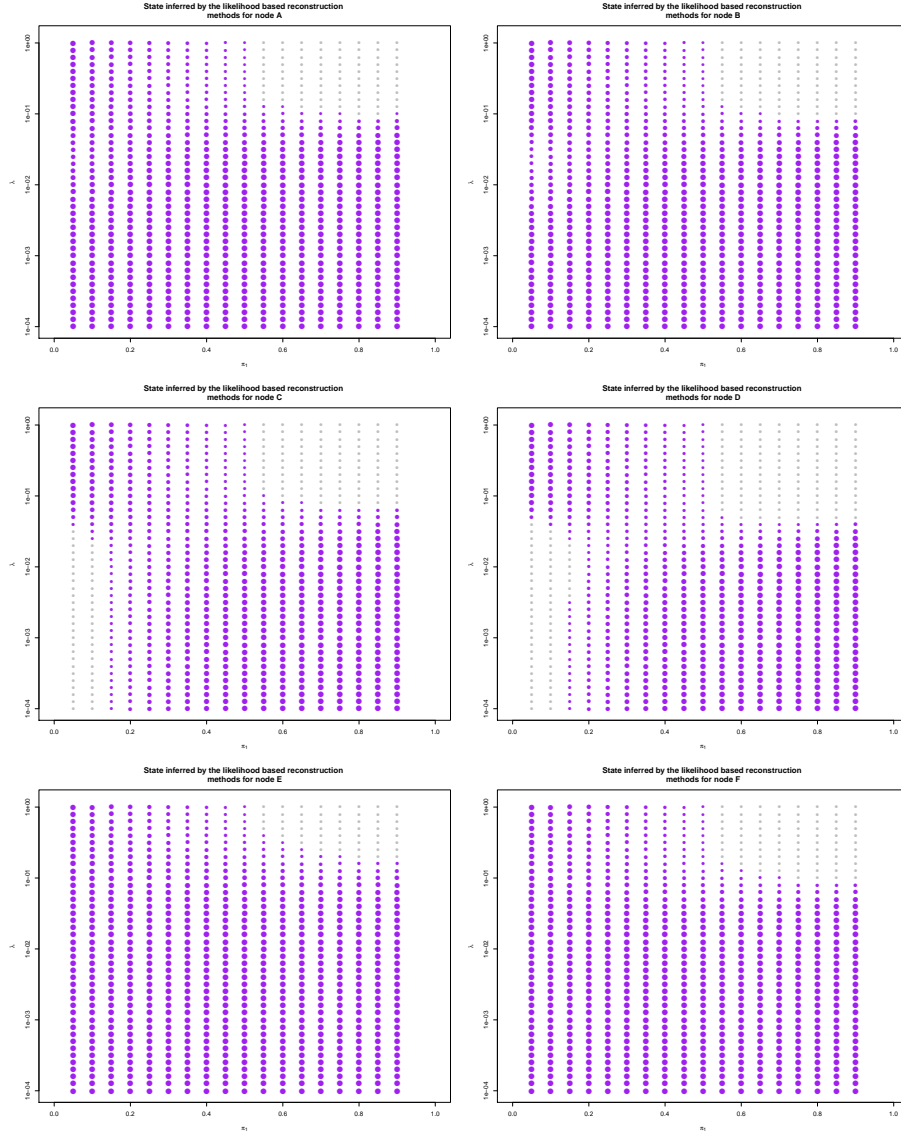 State inferred by the likelihood based reconstruction
methods for node A
1e+00
1e-01
1e-02
1e-03
1e-04
λ
0.0 0.2 0.4 0.6 0.8 1.0
π₁
State inferred by the likelihood based reconstruction
methods for node B
1e+00
1e-01
1e-02
1e-03
1e-04
λ
0.0 0.2 0.4 0.6 0.8 1.0
π₁
State inferred by the likelihood based reconstruction
methods for node C
1e+00
1e-01
1e-02
1e-03
1e-04
λ
0.0 0.2 0.4 0.6 0.8 1.0
π₁
State inferred by the likelihood based reconstruction
methods for node D
1e+00
1e-01
1e-02
1e-03
1e-04
λ
0.0 0.2 0.4 0.6 0.8 1.0
π₁
State inferred by the likelihood based reconstruction
methods for node E
1e+00
1e-01
1e-02
1e-03
1e-04
λ
0.0 0.2 0.4 0.6 0.8 1.0
π₁
State inferred by the likelihood based reconstruction
methods for node F
1e+00
1e-01
1e-02
1e-03
1e-04
λ
0.0 0.2 0.4 0.6 0.8 1.0
π₁